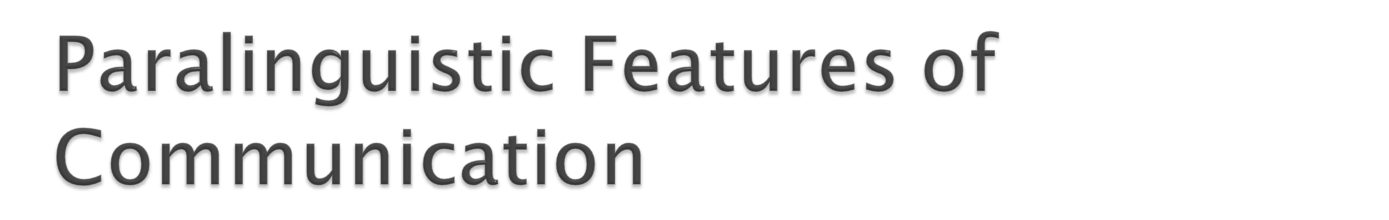 Paralinguistic Features of
Communication